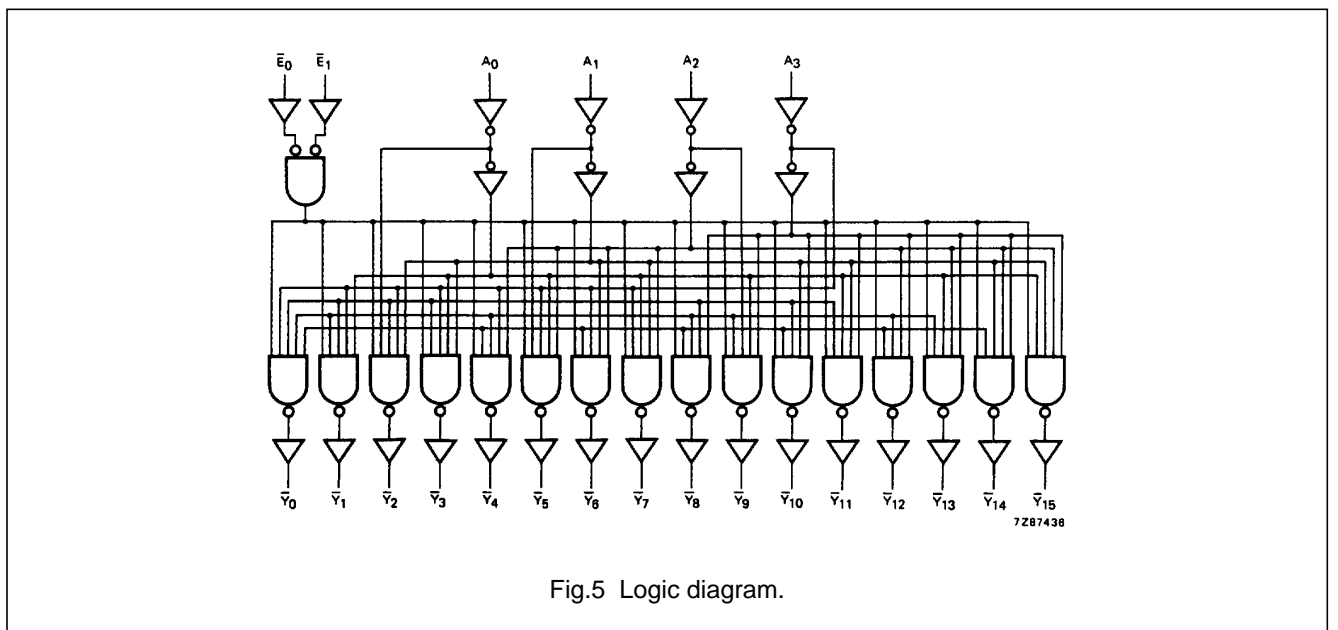 Ē₀ Ē₁ A₀ A₁ A₂ A₃
Ȳ₀ Ȳ₁ Ȳ₂ Ȳ₃ Ȳ₄ Ȳ₅ Ȳ₆ Ȳ₇ Ȳ₈ Ȳ₉ Ȳ₁₀ Ȳ₁₁ Ȳ₁₂ Ȳ₁₃ Ȳ₁₄ Ȳ₁₅
7Z87436
Fig.5 Logic diagram.